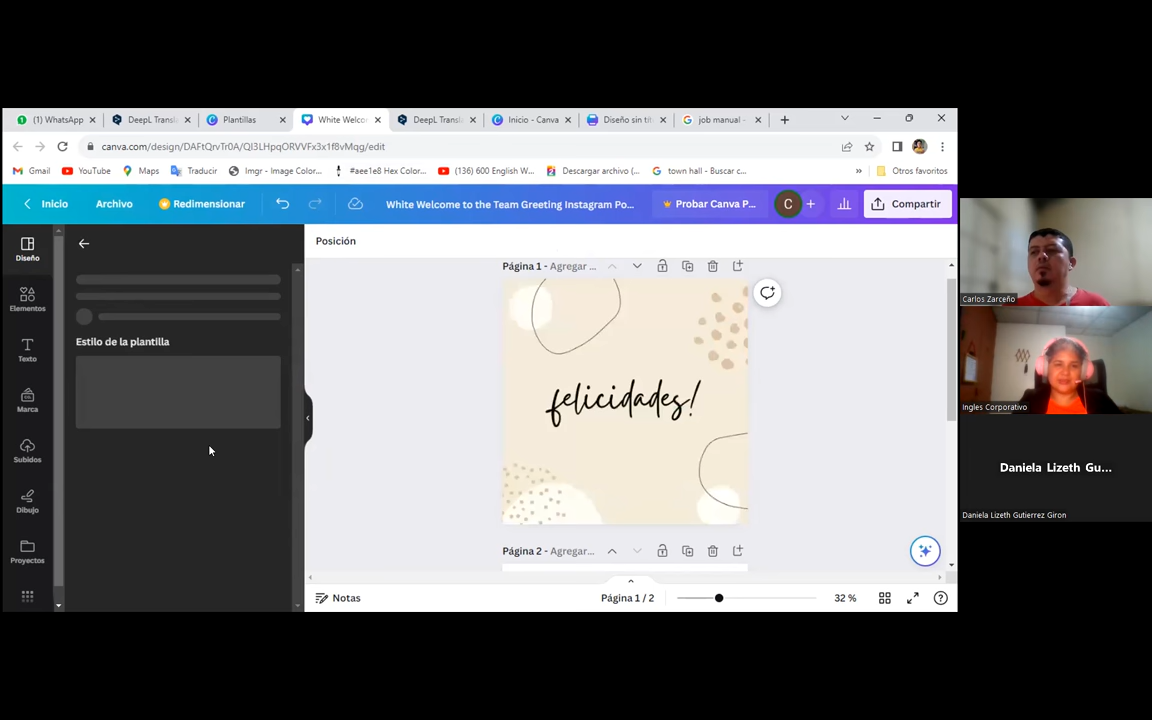 (1) WhatsApp
DeepL Transl
Plantillas
White Welco
DeepL Transla
Inicio - Canva
Diseño sin tít
job manual -
canva.com/design/DAFtQrvTr0A/QI3LHpqORVVFx3x1f8vMqg/edit
Gmail
YouTube
Maps
Traducir
Imgr - Image Color...
#aee1e8 Hex Color...
(136) 600 English W...
Descargar archivo (...
town hall - Buscar c...
»
Otros favoritos
Inicio
Archivo
Redimensionar
White Welcome to the Team Greeting Instagram Po...
Probar Canva P...
C
+
Compartir
Diseño
Elementos
Texto
Marca
Subidos
Dibujo
Proyectos
Estilo de la plantilla
Posición
Página 1 - Agregar ...
felicidades!
Página 2 - Agregar...
Notas
Página 1 / 2
32 %
Carlos Zarceño
Ingles Corporativo
Daniela Lizeth Gu...
Daniela Lizeth Gutierrez Giron